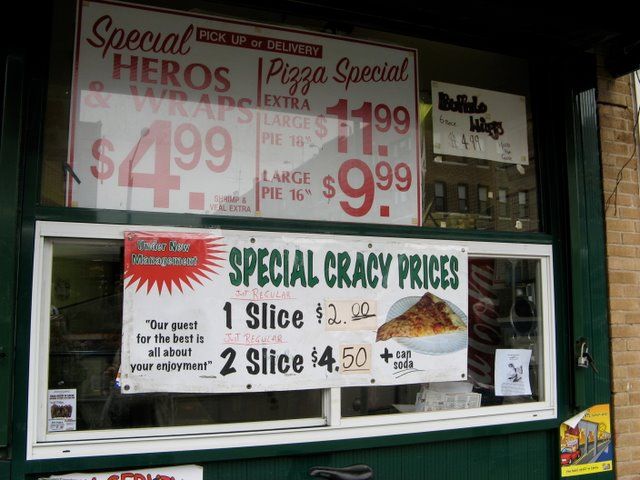 Special PICK UP or DELIVERY
HEROS
& WRAPS
$4.99
SHRIMP &
VEAL EXTRA
Pizza Special
EXTRA
LARGE
PIE 18"
$11.99
LARGE
PIE 16"
$9.99
Buffalo
Wings
$4.99
Under New
Management
SPECIAL CRACY PRICES
JUST REGULAR
1 Slice $2.00
JUST REGULAR
2 Slice $4.50 + can soda
"Our guest
for the best is
all about
your enjoyment"